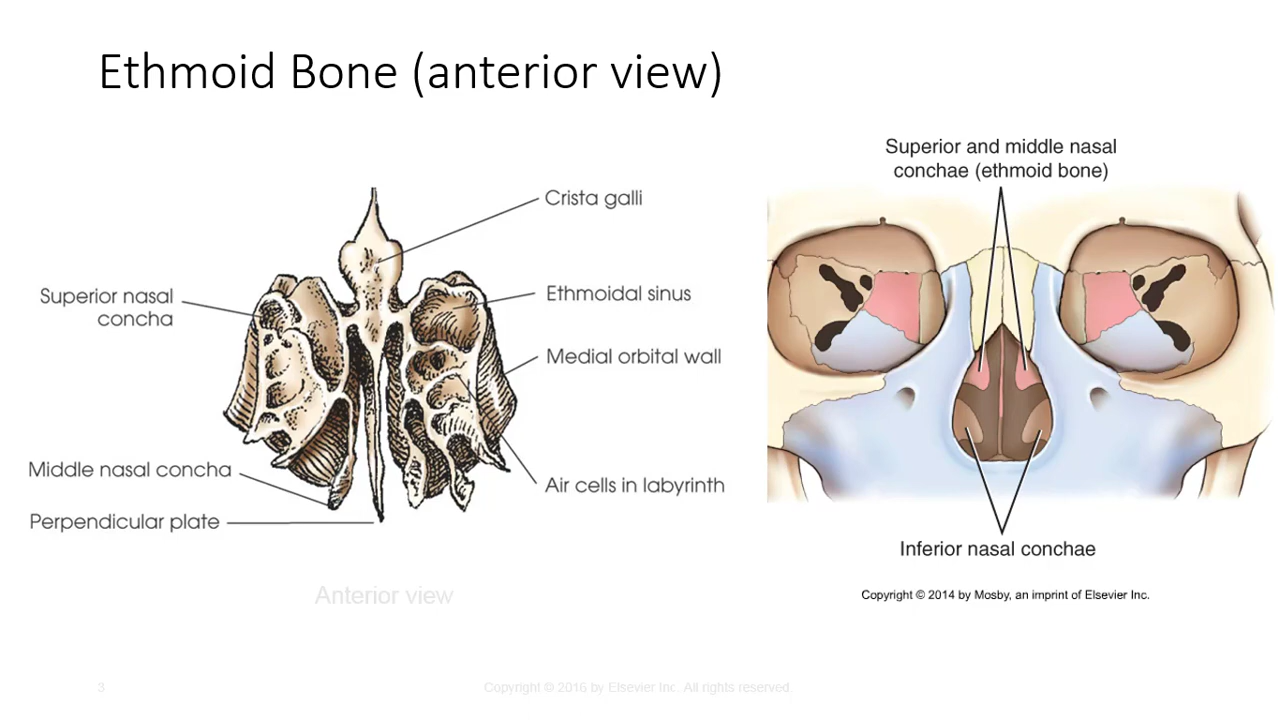 Ethmoid Bone (anterior view)
Crista galli
Superior nasal
concha
Ethmoidal sinus
Medial orbital wall
Middle nasal concha
Air cells in labyrinth
Perpendicular plate
Anterior view
Superior and middle nasal
conchae (ethmoid bone)
Inferior nasal conchae
Copyright © 2014 by Mosby, an imprint of Elsevier Inc.
3
Copyright © 2016 by Elsevier Inc. All rights reserved.